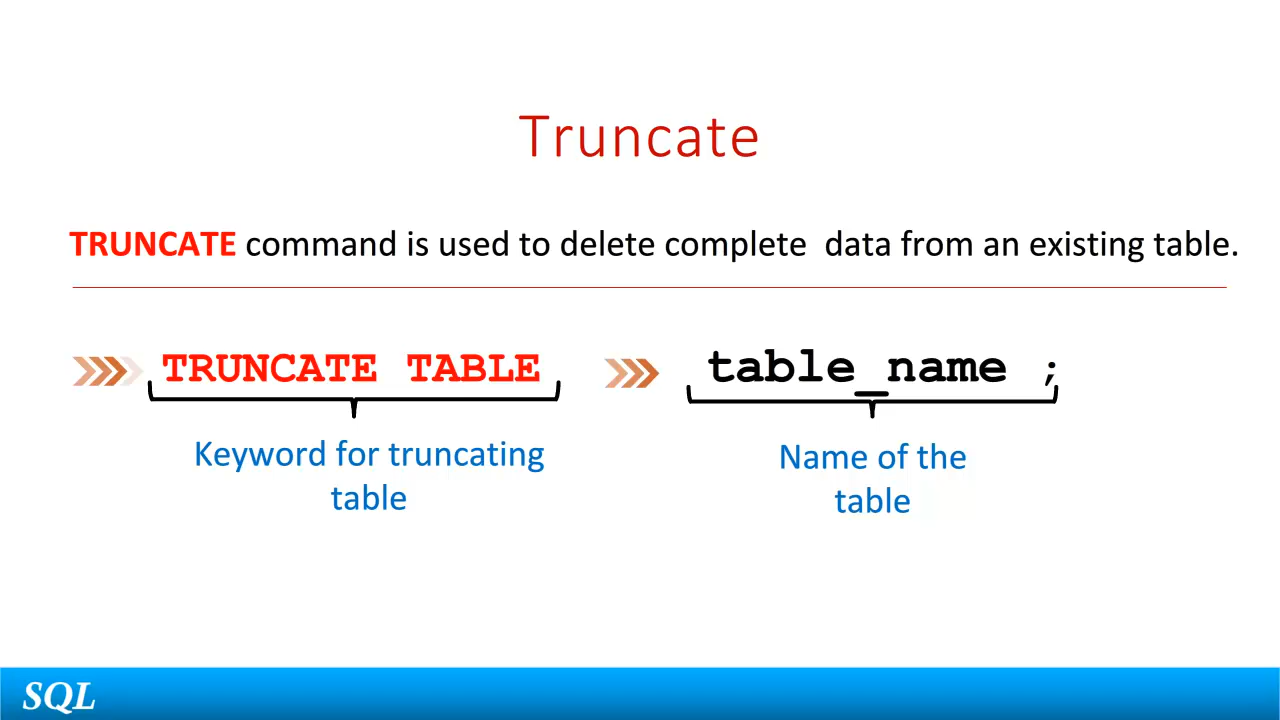 Truncate
TRUNCATE command is used to delete complete  data from an existing table.
TRUNCATE TABLE table_name ;
Keyword for truncating
table
Name of the
table
SQL